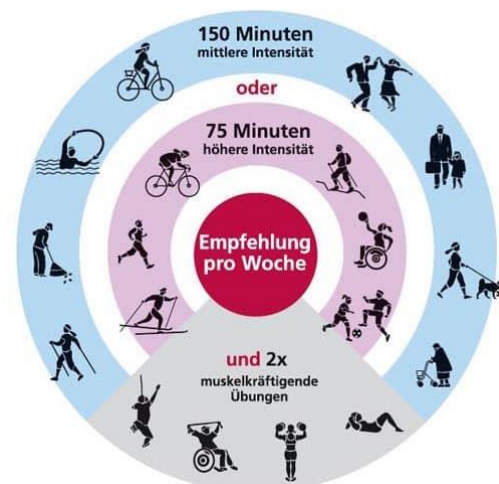 150 Minuten
mittlere Intensität
oder
75 Minuten
höhere Intensität
Empfehlung
pro Woche
und 2x
muskelkräftigende
Übungen